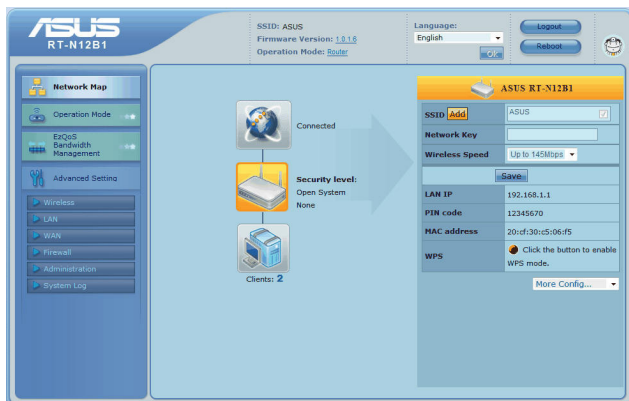 ASUS
RT-N12B1
SSID: ASUS
Firmware Version: 1.0.1.6
Operation Mode: Router
Language:
English
OK
Logout
Reboot
Network Map
Operation Mode
EzQoS
Bandwidth
Management
Advanced Setting
Wireless
LAN
WAN
Firewall
Administration
System Log
Connected
Security level:
Open System
None
Clients: 2
ASUS RT-N12B1
SSID Add ASUS
Network Key
Wireless Speed Up to 145Mbps
Save
LAN IP 192.168.1.1
PIN code 12345670
MAC address 20:cf:30:c5:06:f5
WPS Click the button to enable
WPS mode.
More Config...